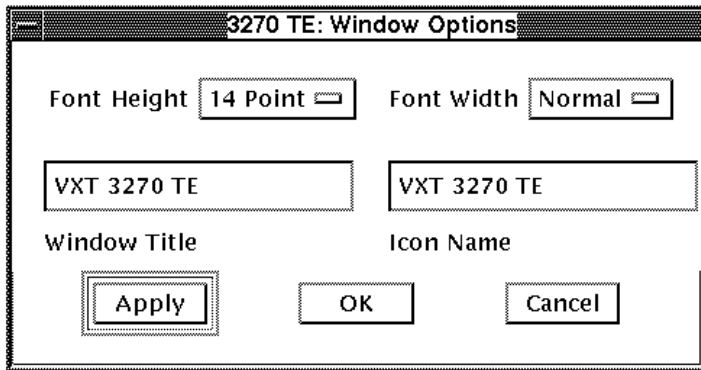 3270 TE: Window Options
Font Height 14 Point Font Width Normal
VXT 3270 TE VXT 3270 TE
Window Title Icon Name
Apply OK Cancel